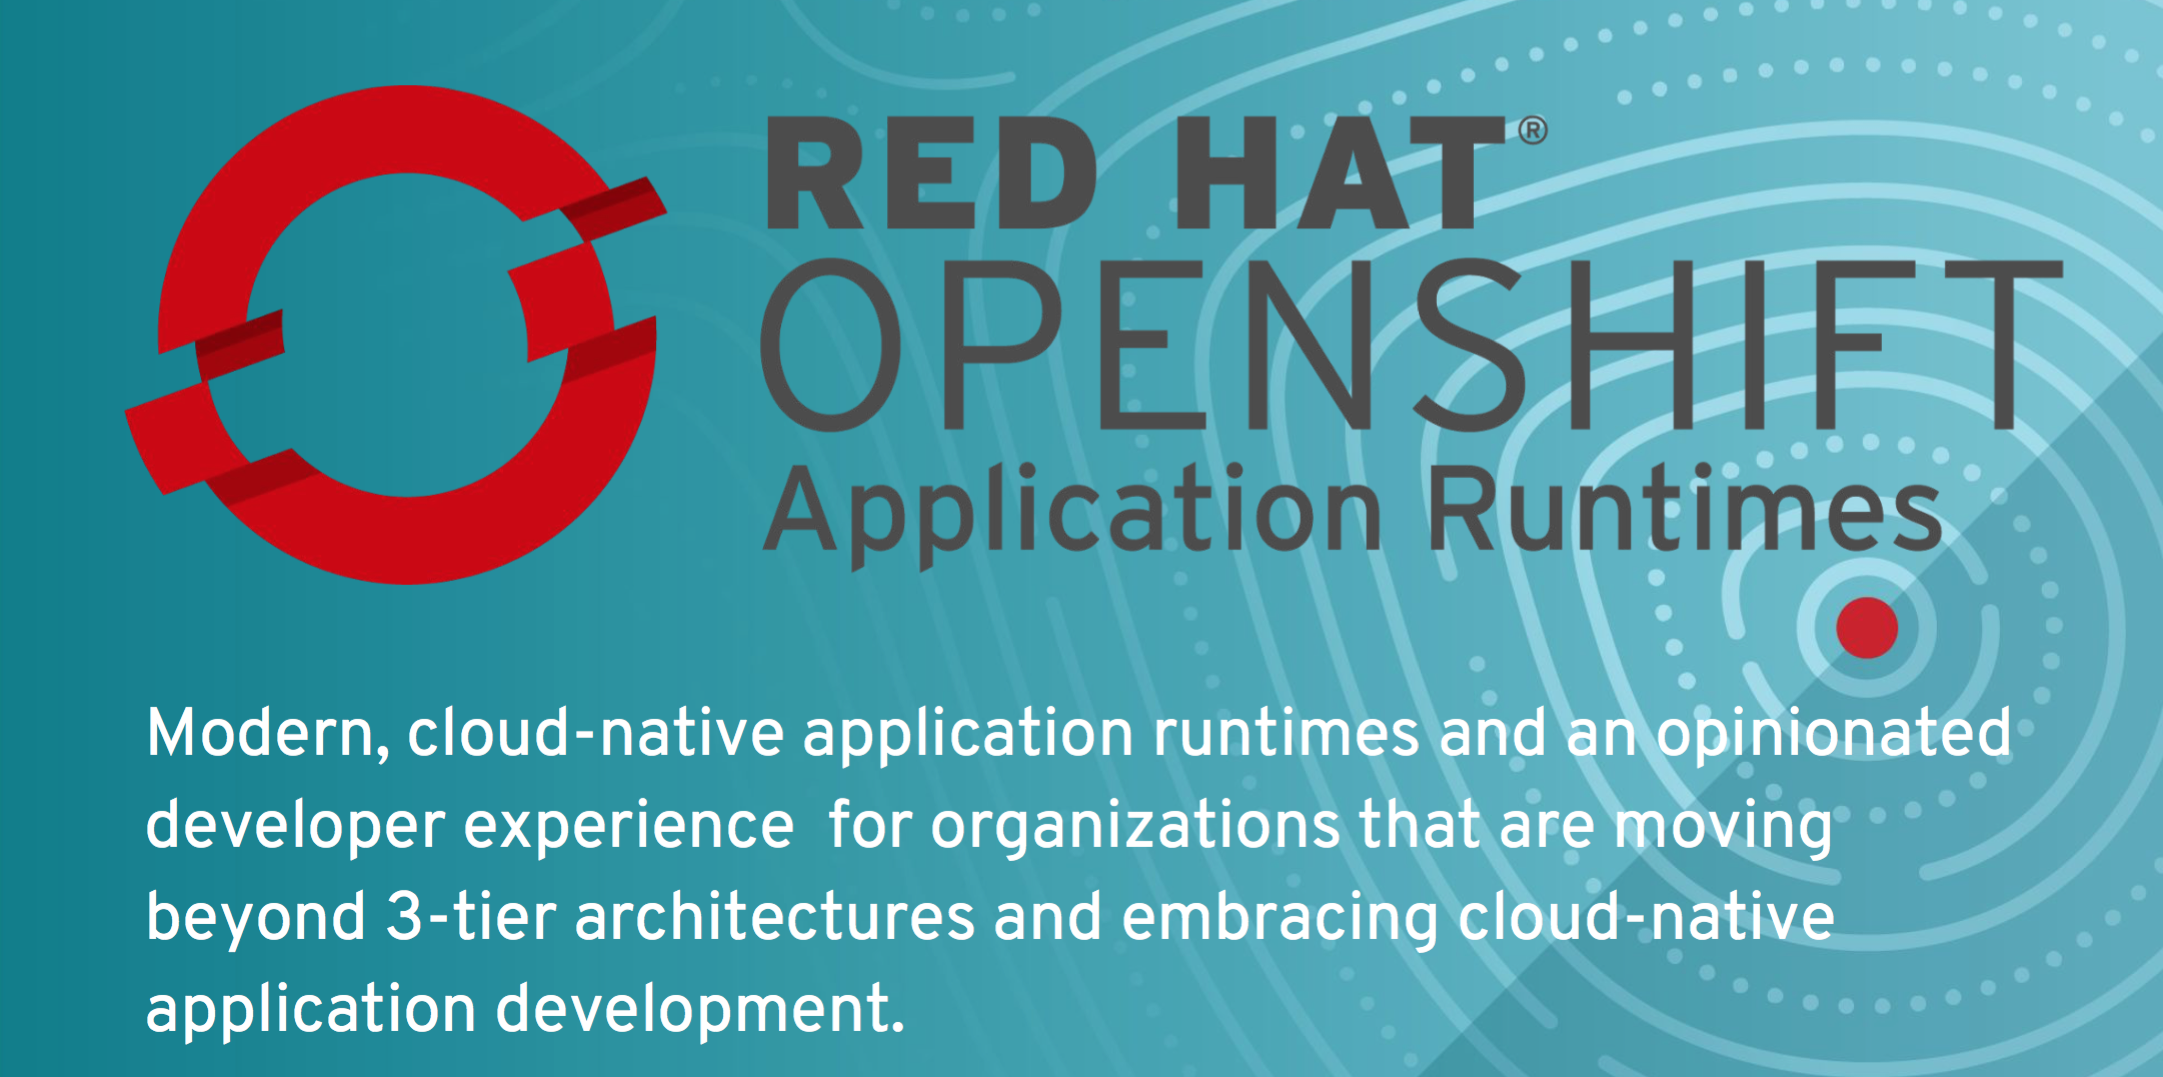 RED HAT®
OPENSHIFT
Application Runtimes
Modern, cloud-native application runtimes and an opinionated
developer experience  for organizations that are moving
beyond 3-tier architectures and embracing cloud-native
application development.